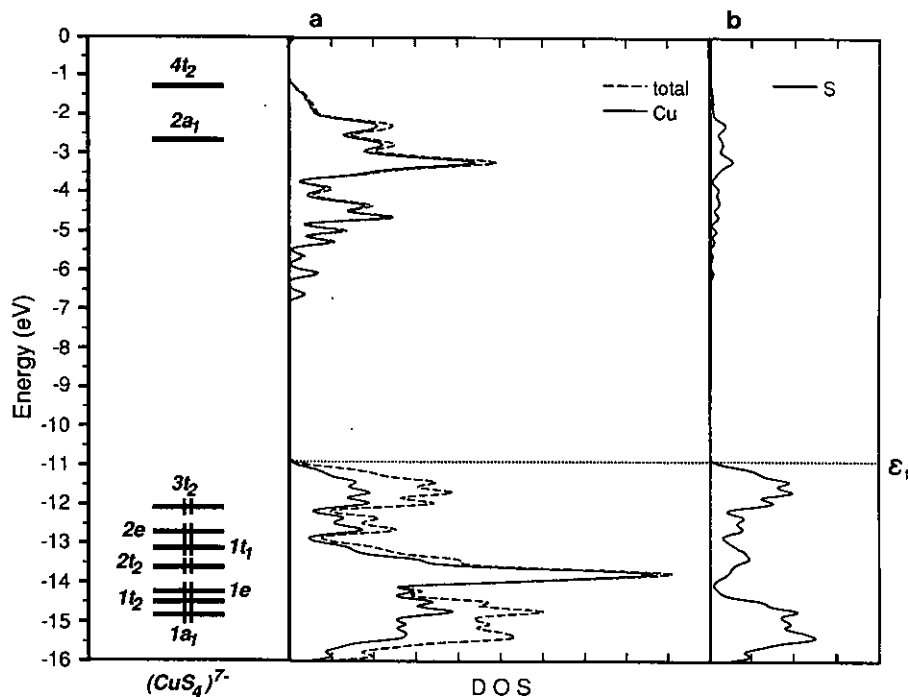 a
b
0
-1
-2
-3
-4
-5
-6
-7
-8
-9
-10
-11
-12
-13
-14
-15
-16
Energy (eV)
4t2
2a1
3t2
2e
1t1
2t2
1e
1t2
1a1
total
Cu
S
εf
(CuS4)7-
DOS